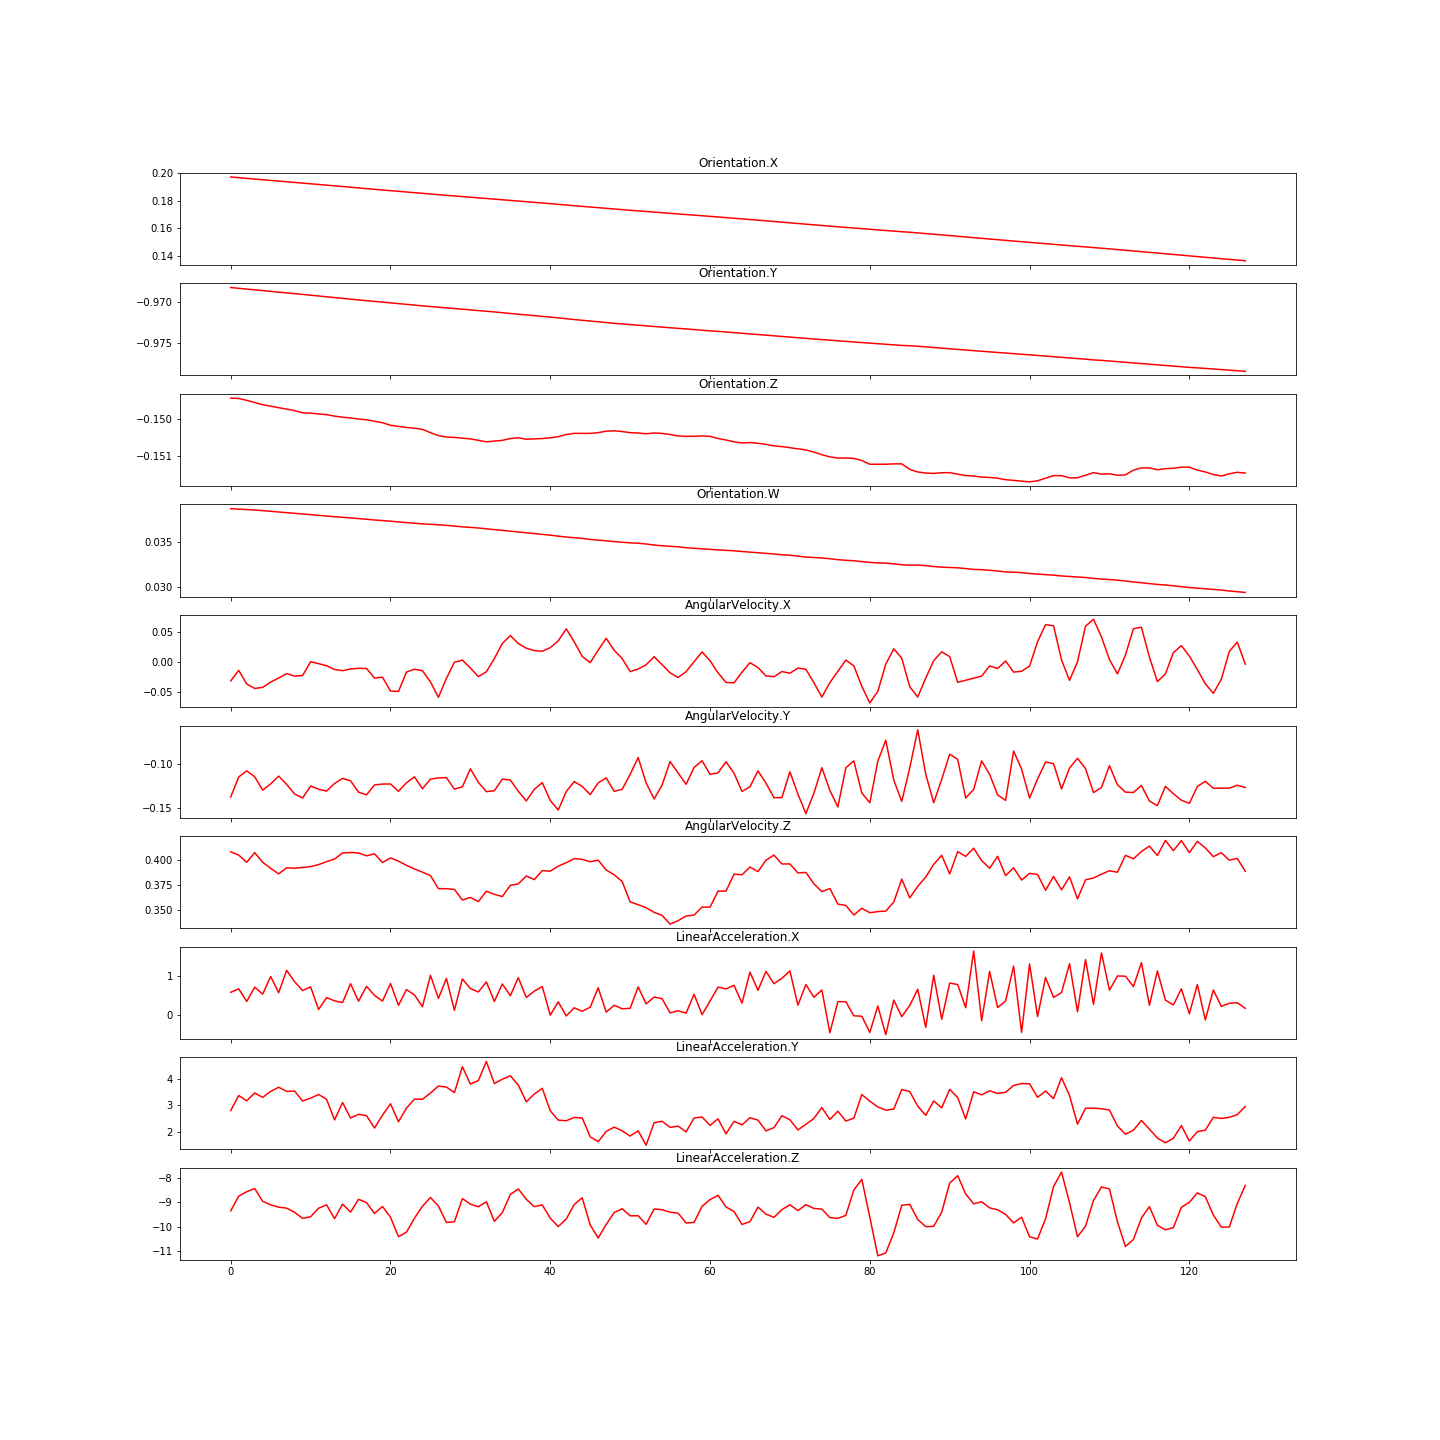 Orientation.X
0.20
0.18
0.16
0.14
Orientation.Y
−0.970
−0.975
Orientation.Z
−0.150
−0.151
Orientation.W
0.035
0.030
AngularVelocity.X
0.05
0.00
−0.05
AngularVelocity.Y
−0.10
−0.15
AngularVelocity.Z
0.400
0.375
0.350
LinearAcceleration.X
1
0
LinearAcceleration.Y
4
3
2
LinearAcceleration.Z
−8
−9
−10
−11
0 20 40 60 80 100 120